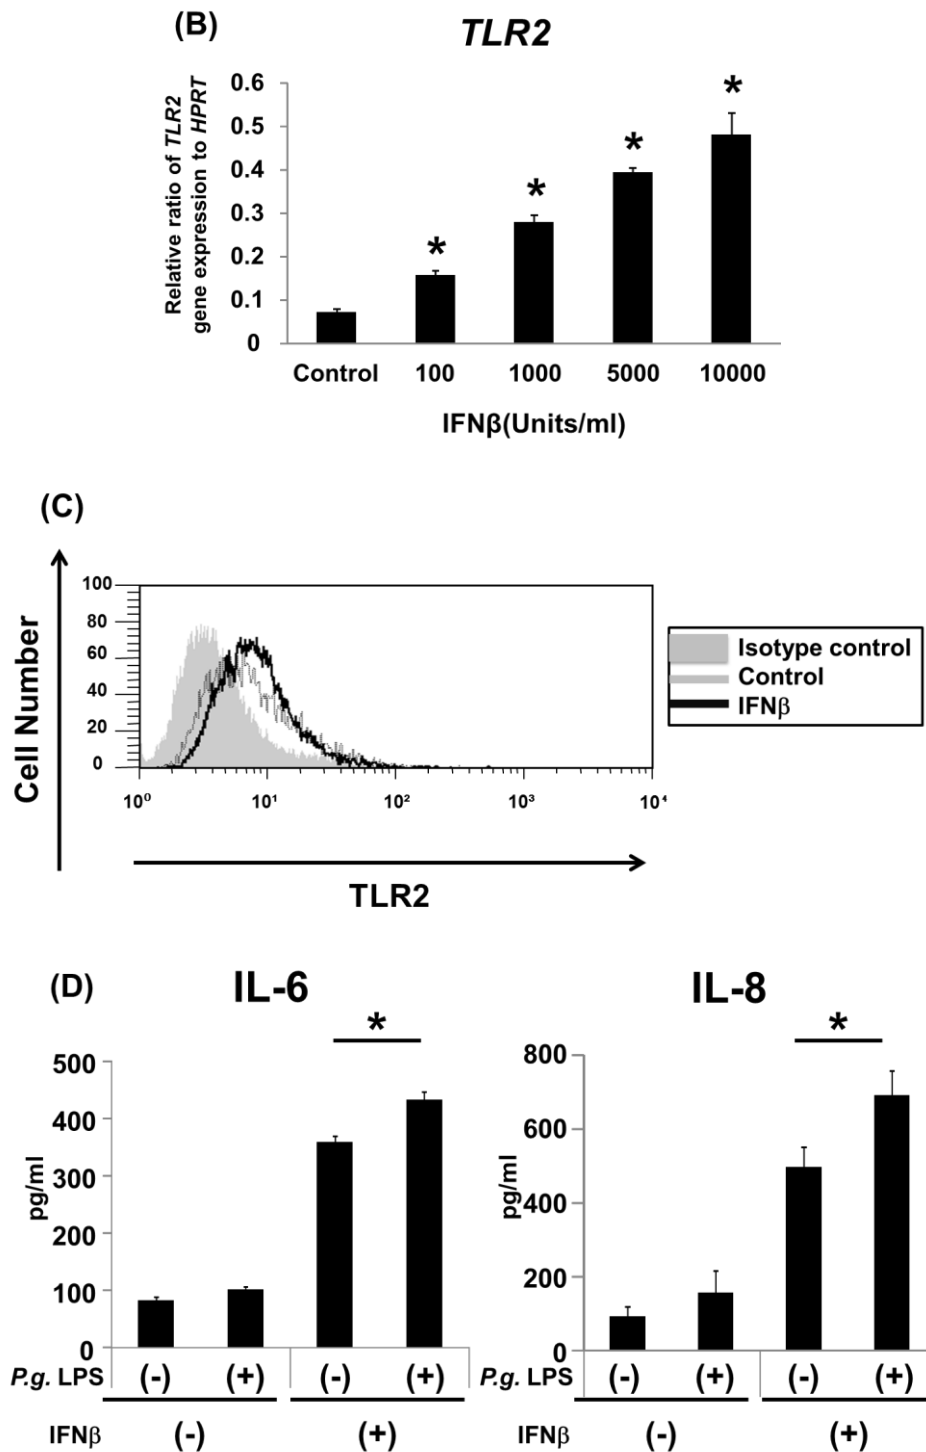 (B)
TLR2
Relative ratio of TLR2
gene expression to HPRT
0.6
0.5
0.4
0.3
0.2
0.1
0
*
*
*
*
Control 100 1000 5000 10000
IFNβ(Units/ml)
(C)
Cell Number
100
80
60
40
20
0
10⁰ 10¹ 10² 10³ 10⁴
TLR2
Isotype control
Control
IFNβ
(D)
IL-6
*
pg/ml
500
400
300
200
100
0
P.g. LPS (-) (+) (-) (+)
IFNβ (-) (+)
IL-8
*
pg/ml
800
600
400
200
0
P.g. LPS (-) (+) (-) (+)
IFNβ (-) (+)